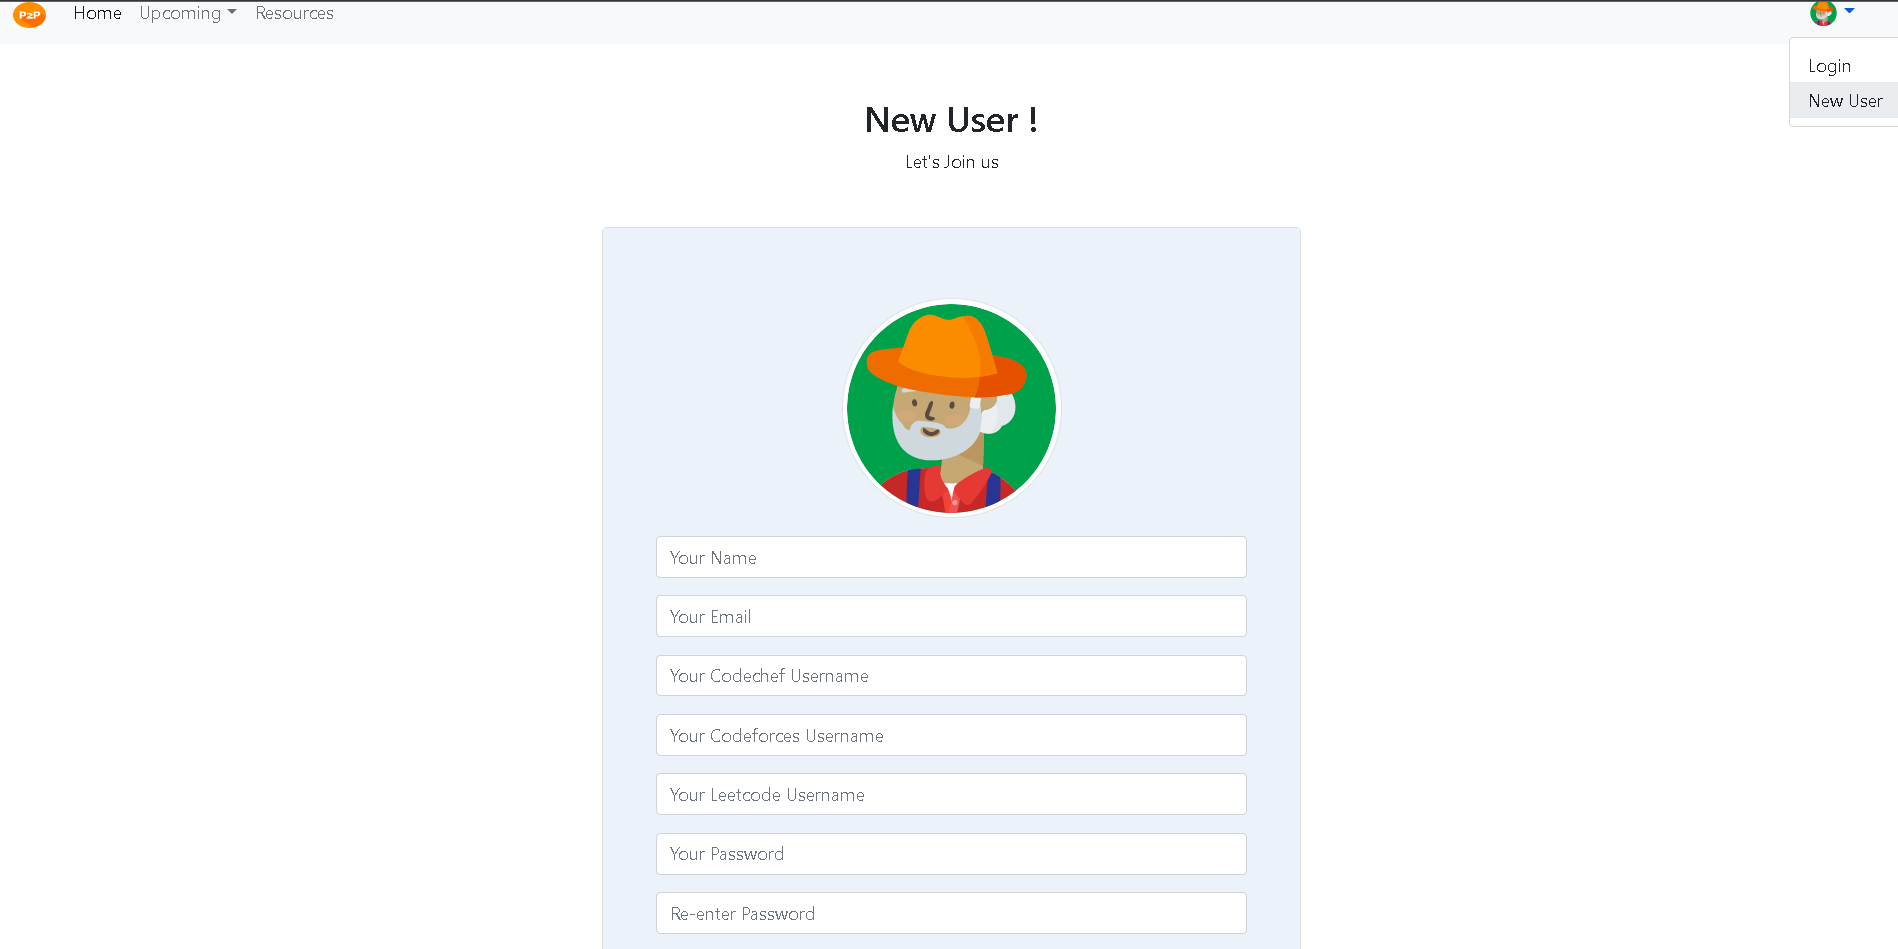 P2P Home Upcoming Resources
Login
New User
New User !
Let's Join us
Your Name
Your Email
Your Codechef Username
Your Codeforces Username
Your Leetcode Username
Your Password
Re-enter Password